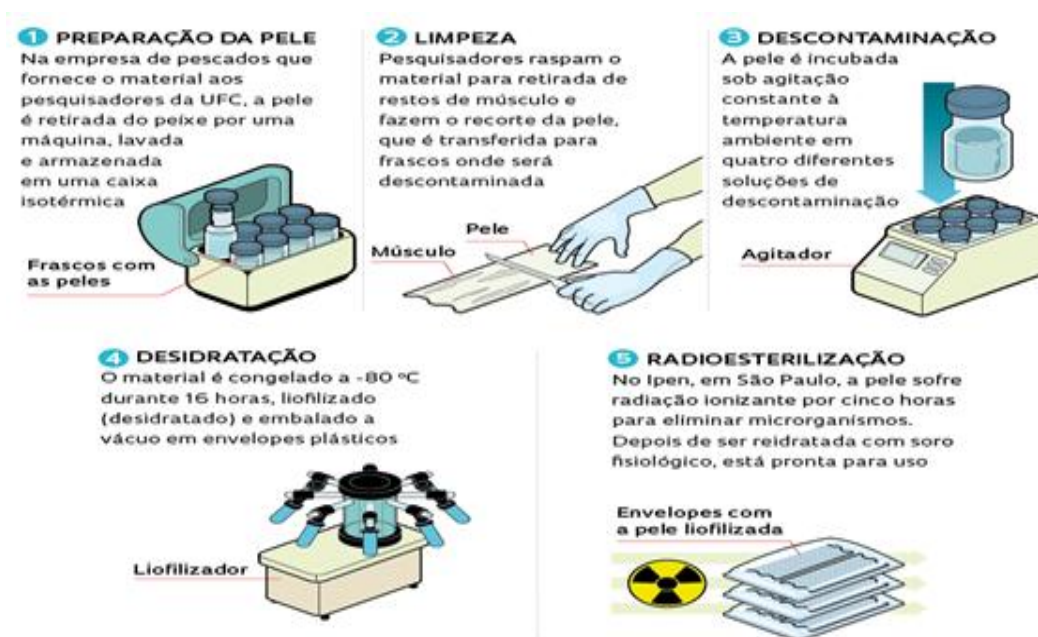 1 PREPARAÇÃO DA PELE
Na empresa de pescados que
fornece o material aos
pesquisadores da UFC, a pele
é retirada do peixe por uma
máquina, lavada
e armazenada
em uma caixa
isotérmica
Frascos com
as peles
2 LIMPEZA
Pesquisadores raspam o
material para retirada de
restos de músculo e
fazem o recorte da pele,
que é transferida para
frascos onde será
descontaminada
Pele
Músculo
3 DESCONTAMINAÇÃO
A pele é incubada
sob agitação
constante à
temperatura
ambiente em
quatro diferentes
soluções de
descontaminação
Agitador
4 DESIDRATAÇÃO
O material é congelado a -80 ºC
durante 16 horas, liofilizado
(desidratado) e embalado a
vácuo em envelopes plásticos
Liofilizador
5 RADIOESTERILIZAÇÃO
No Ipen, em São Paulo, a pele sofre
radiação ionizante por cinco horas
para eliminar microrganismos.
Depois de ser reidratada com soro
fisiológico, está pronta para uso
Envelopes com
a pele liofilizada